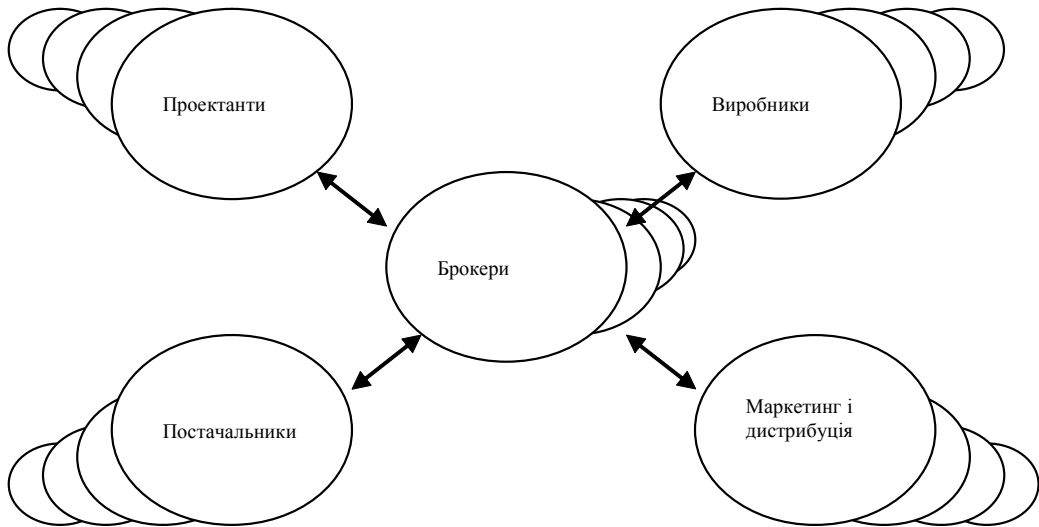 Проектанти
Виробники
Брокери
Постачальники
Маркетинг і
дистрибуція